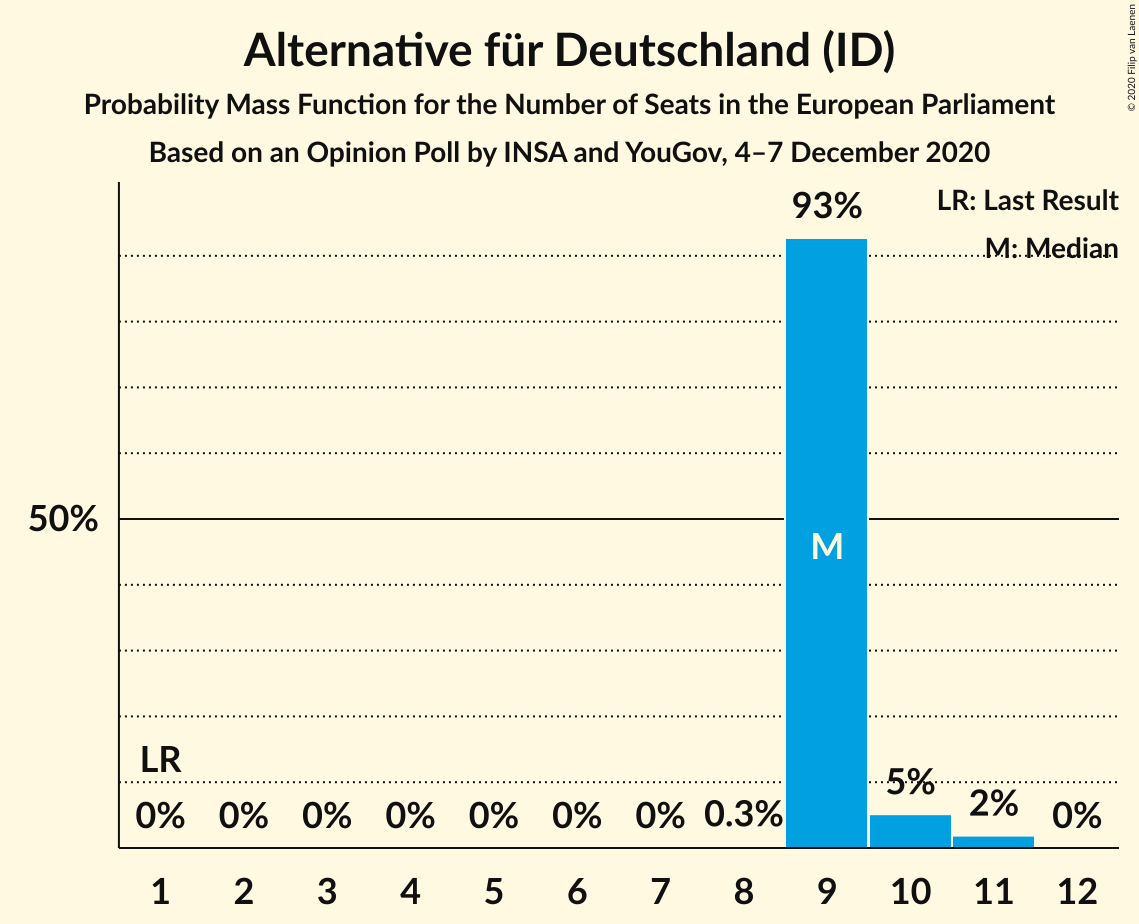 Alternative für Deutschland (ID)
Probability Mass Function for the Number of Seats in the European Parliament
Based on an Opinion Poll by INSA and YouGov, 4–7 December 2020
© 2020 Filip van Laenen
LR: Last Result
M: Median
93%
50%
M
LR
0% 0% 0% 0% 0% 0% 0% 0.3% 5% 2% 0%
1 2 3 4 5 6 7 8 9 10 11 12